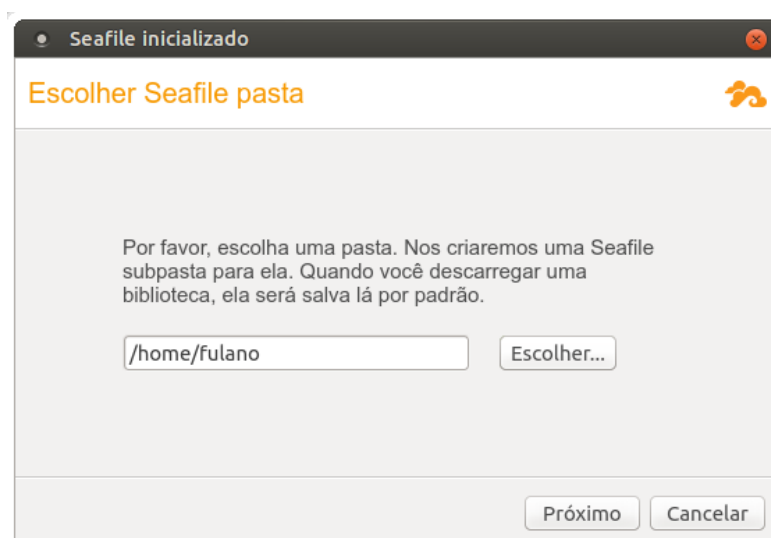 Seafile inicializado
Escolher Seafile pasta
Por favor, escolha uma pasta. Nos criaremos uma Seafile
subpasta para ela. Quando você descarregar uma
biblioteca, ela será salva lá por padrão.
/home/fulano
Escolher...
Próximo
Cancelar